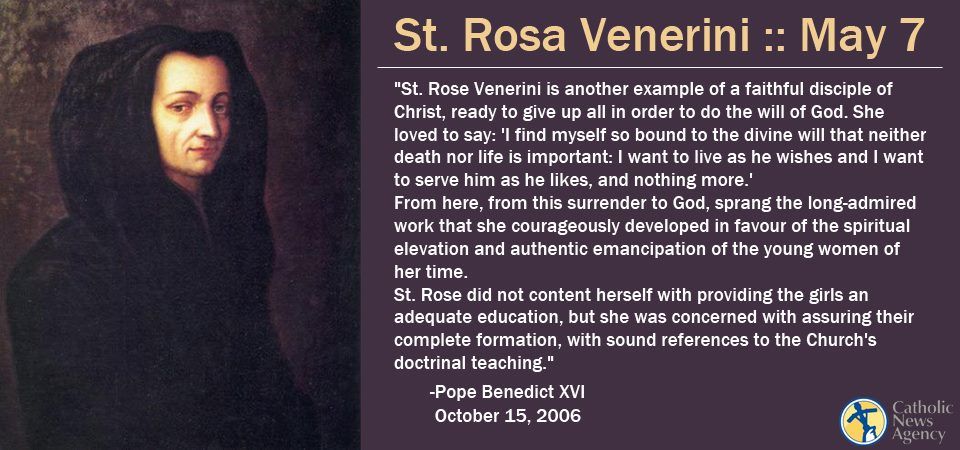 St. Rosa Venerini :: May 7
"St. Rose Venerini is another example of a faithful disciple of
Christ, ready to give up all in order to do the will of God. She
loved to say: 'I find myself so bound to the divine will that neither
death nor life is important: I want to live as he wishes and I want
to serve him as he likes, and nothing more.'
From here, from this surrender to God, sprang the long-admired
work that she courageously developed in favour of the spiritual
elevation and authentic emancipation of the young women of
her time.
St. Rose did not content herself with providing the girls an
adequate education, but she was concerned with assuring their
complete formation, with sound references to the Church's
doctrinal teaching."
-Pope Benedict XVI
October 15, 2006
Catholic
News
Agency